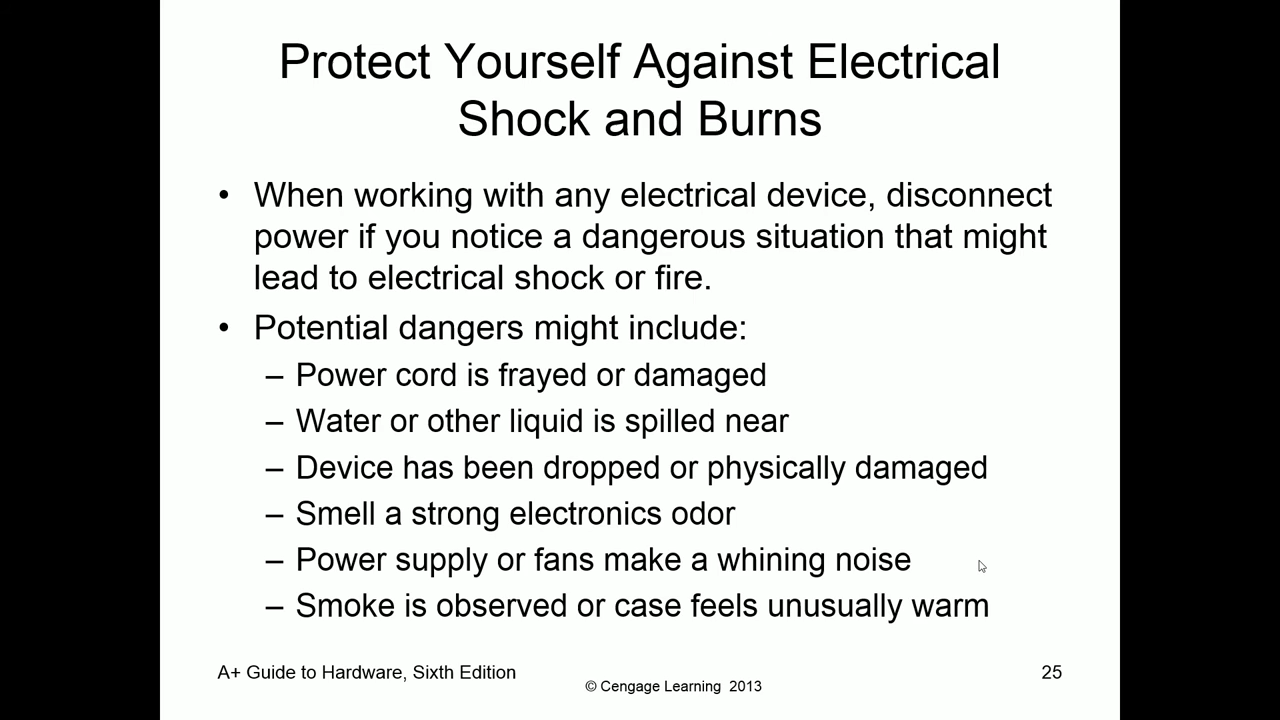 Protect Yourself Against Electrical
Shock and Burns
• When working with any electrical device, disconnect
power if you notice a dangerous situation that might
lead to electrical shock or fire.
• Potential dangers might include:
– Power cord is frayed or damaged
– Water or other liquid is spilled near
– Device has been dropped or physically damaged
– Smell a strong electronics odor
– Power supply or fans make a whining noise
– Smoke is observed or case feels unusually warm
A+ Guide to Hardware, Sixth Edition
© Cengage Learning 2013
25